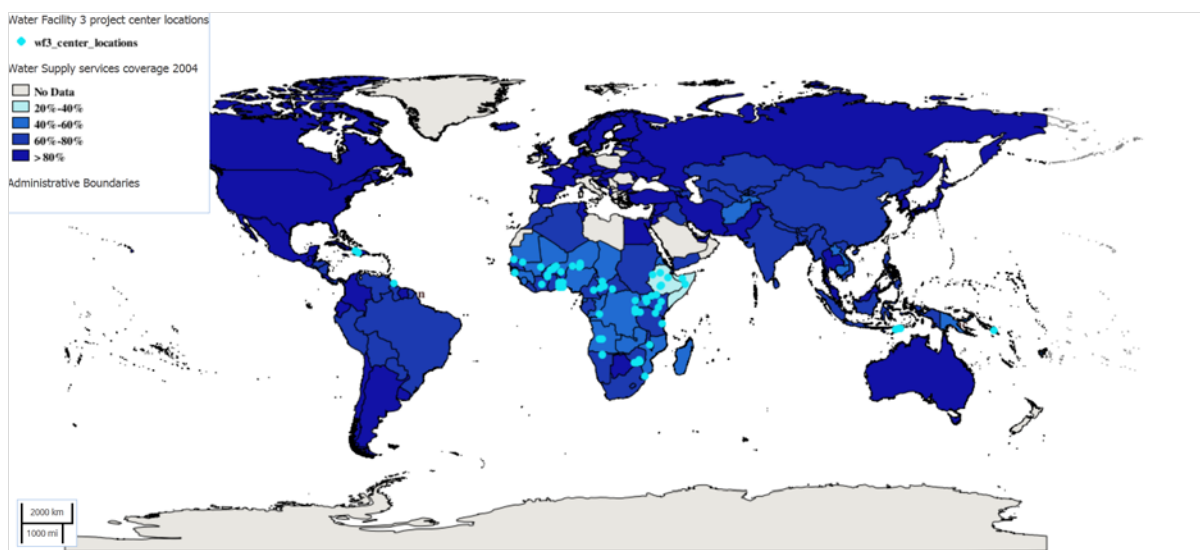 Water Facility 3 project center locations
wf3_center_locations
Water Supply services coverage 2004
No Data
20%-40%
40%-60%
60%-80%
> 80%
Administrative Boundaries
2000 km
1000 mi